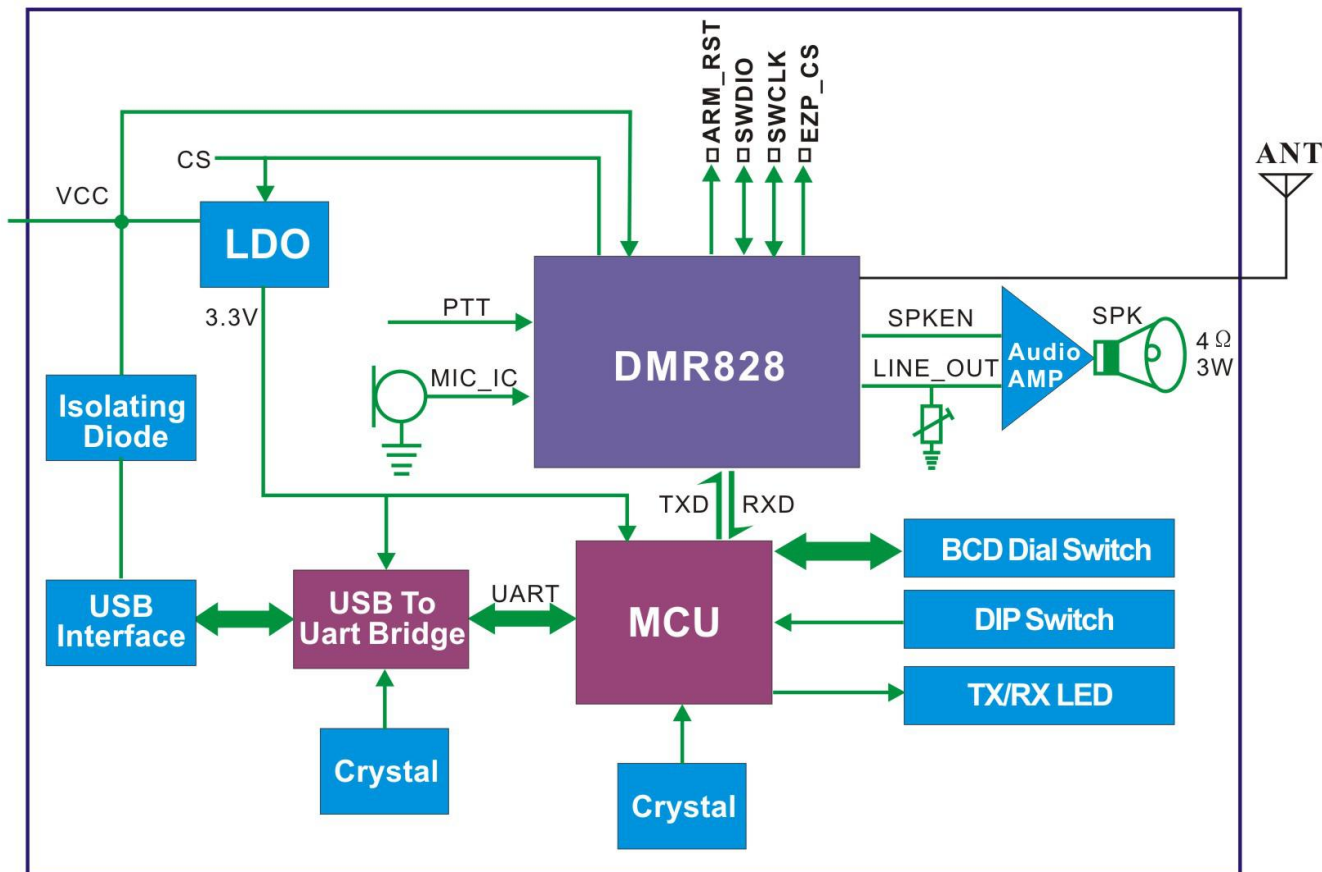 ARM_RST
SWDIO
SWCLK
EZP_CS
ANT
CS
VCC
LDO
3.3V
PTT
MIC_IC
DMR828
SPKEN
LINE_OUT
Audio
AMP
SPK
4 Ω
3W
Isolating
Diode
TXD
RXD
USB
Interface
USB To
Uart Bridge
UART
MCU
BCD Dial Switch
DIP Switch
TX/RX LED
Crystal
Crystal